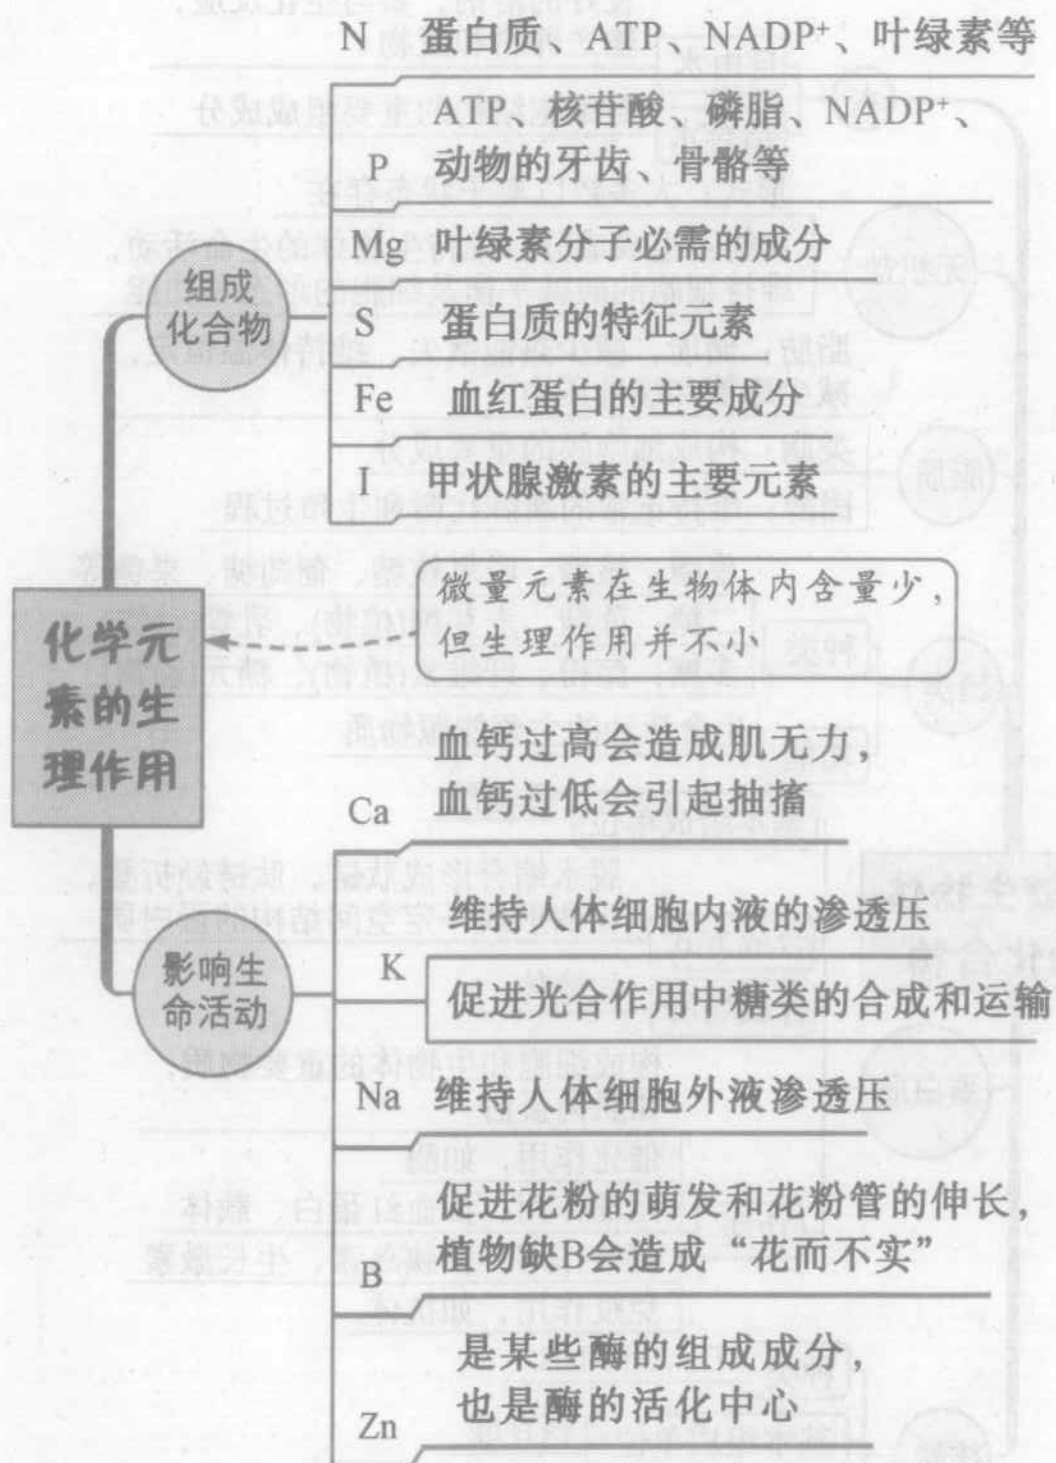 N 蛋白质、ATP、NADP⁺、叶绿素等
ATP、核苷酸、磷脂、NADP⁺、
P 动物的牙齿、骨骼等
Mg 叶绿素分子必需的成分
组成
化合物
S 蛋白质的特征元素
Fe 血红蛋白的主要成分
I 甲状腺激素的主要元素
微量元素在生物体内含量少，
但生理作用并不小
化学元
素的生
理作用
血钙过高会造成肌无力，
Ca 血钙过低会引起抽搐
维持人体细胞内液的渗透压
K
促进光合作用中糖类的合成和运输
影响生
命活动
Na 维持人体细胞外液渗透压
促进花粉的萌发和花粉管的伸长，
B 植物缺B会造成“花而不实”
是某些酶的组成成分，
Zn 也是酶的活化中心